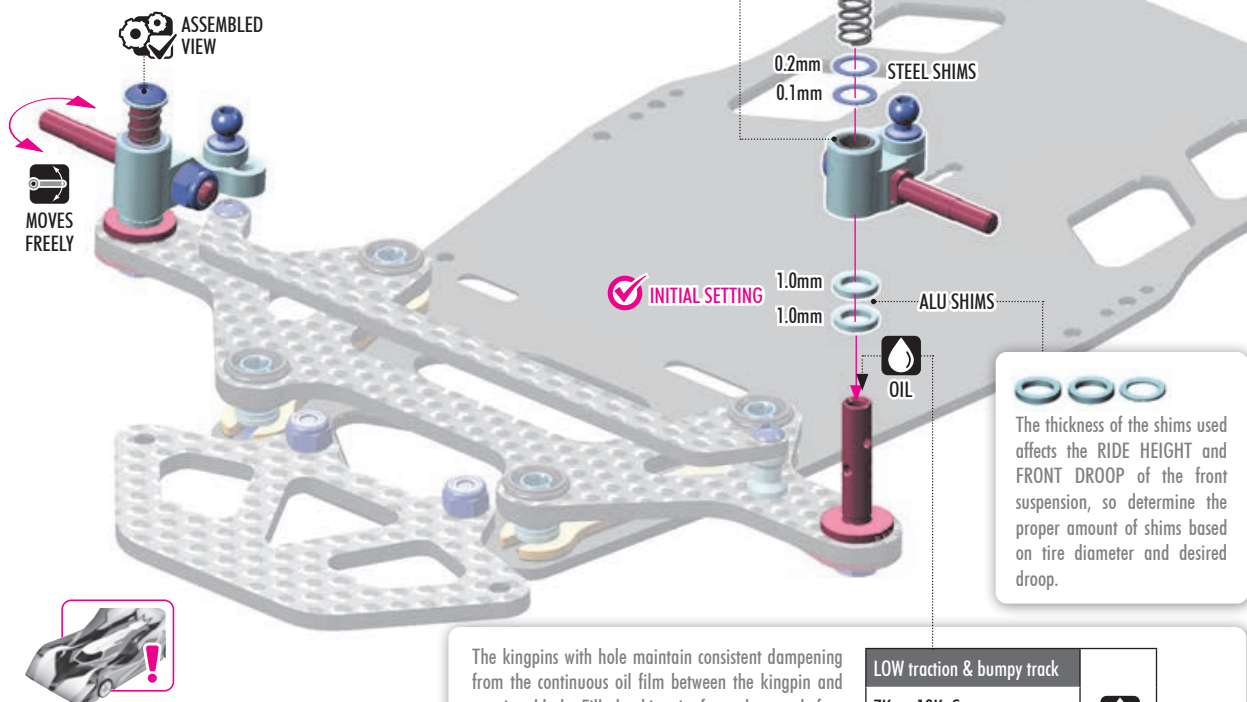 ASSEMBLED
VIEW
MOVES
FREELY
0.2mm
0.1mm
STEEL SHIMS
INITIAL SETTING
1.0mm
1.0mm
ALU SHIMS
OIL
The thickness of the shims used
affects the RIDE HEIGHT and
FRONT DROOP of the front
suspension, so determine the
proper amount of shims based
on tire diameter and desired
droop.
The kingpins with hole maintain consistent dampening
from the continuous oil film between the kingpin and
LOW traction & bumpy track